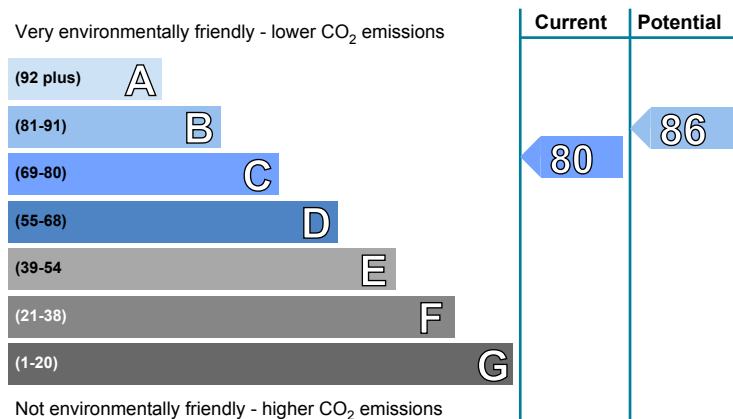 Current Potential
Very environmentally friendly - lower CO₂ emissions
(92 plus) A
(81-91) B
86
(69-80) C
80
(55-68) D
(39-54 E
(21-38) F
(1-20) G
Not environmentally friendly - higher CO₂ emissions